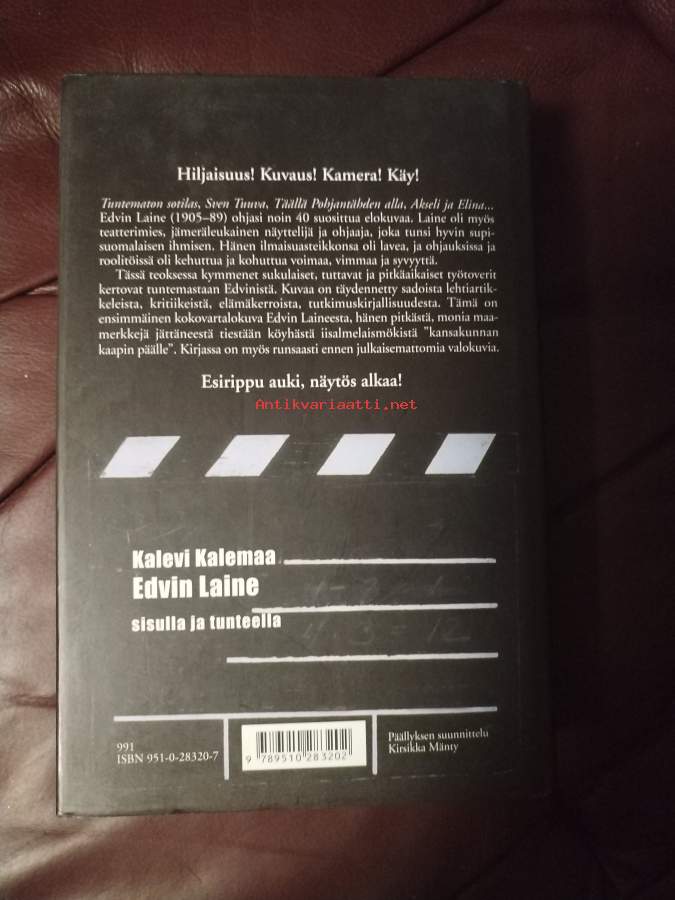 Hiljaisuus! Kuvaus! Kamera! Käy!
Tuntematon sotilas, Sven Tuuva, Täällä Pohjantähden alla, Akseli ja Elina...
Edvin Laine (1905–89) ohjasi noin 40 suosittua elokuvaa. Laine oli myös
teatterimies, jämeräleukainen näyttelijä ja ohjaaja, joka tunsi hyvin supi-
suomalaisen ihmisen. Hänen ilmaisuasteikkonsa oli lavea, ja ohjauksissa ja
roolitöissä oli kehuttua ja kohuttua voimaa, vimmaa ja syvyyttä.
Tässä teoksessa kymmenet sukulaiset, tuttavat ja pitkäaikaiset työtoverit
kertovat tuntemastaan Edvinistä. Kuvaa on täydennetty sadoista lehtiartik-
keleista, kritiikeistä, elämäkerroista, tutkimuskirjallisuudesta. Tämä on
ensimmäinen kokovartalokuva Edvin Laineesta, hänen pitkästä, monia maa-
merkkejä jättäneestä tiestään köyhästä iisalmelaismökistä "kansakunnan
kaapin päälle". Kirjassa on myös runsaasti ennen julkaisemattomia valokuvia.
Esirippu auki, näytös alkaa!
Antikvariaatti.net
Kalevi Kalemaa
Edvin Laine
sisulla ja tunteella
4 . 3 = 12
991
ISBN 951-0-28320-7
9 789510 283202
Päällyksen suunnittelu
Kirsikka Mänty